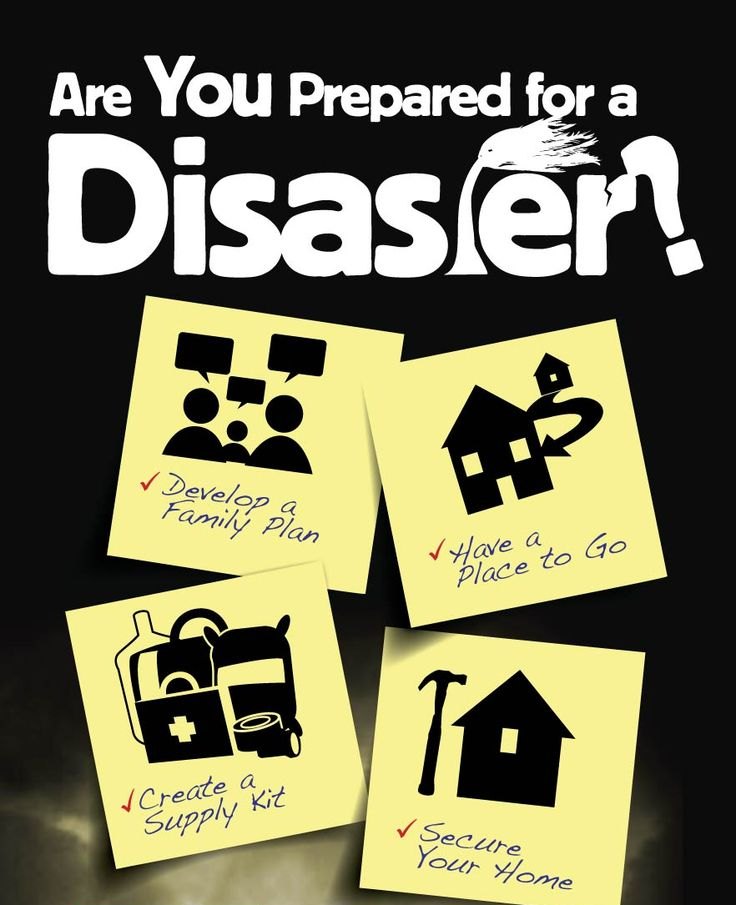 Are You Prepared for a
Disaster?
Develop a
Family Plan
Have a
Place to Go
Create a
Supply Kit
Secure
Your Home